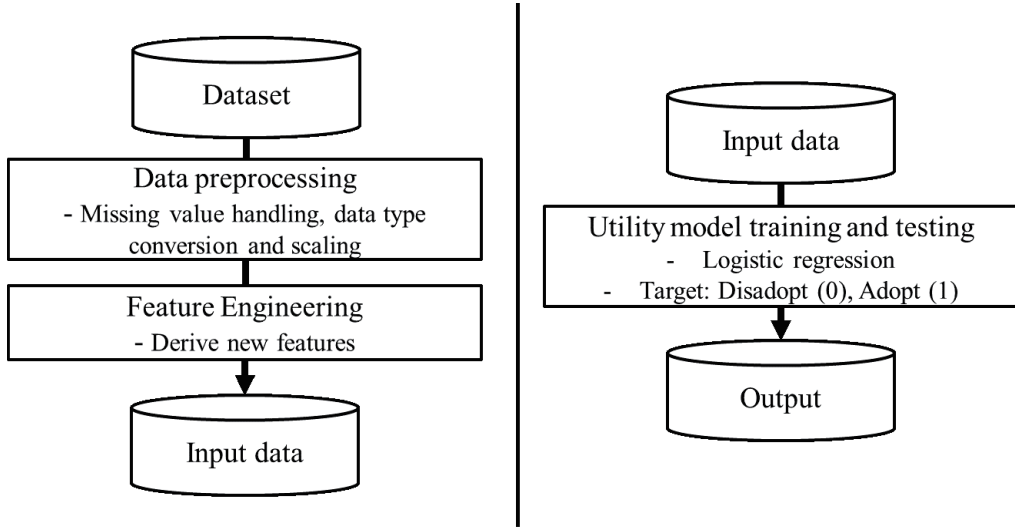 Dataset
Data preprocessing
- Missing value handling, data type
conversion and scaling
Feature Engineering
- Derive new features
Input data
Input data
Utility model training and testing
- Logistic regression
- Target: Disadopt (0), Adopt (1)
Output